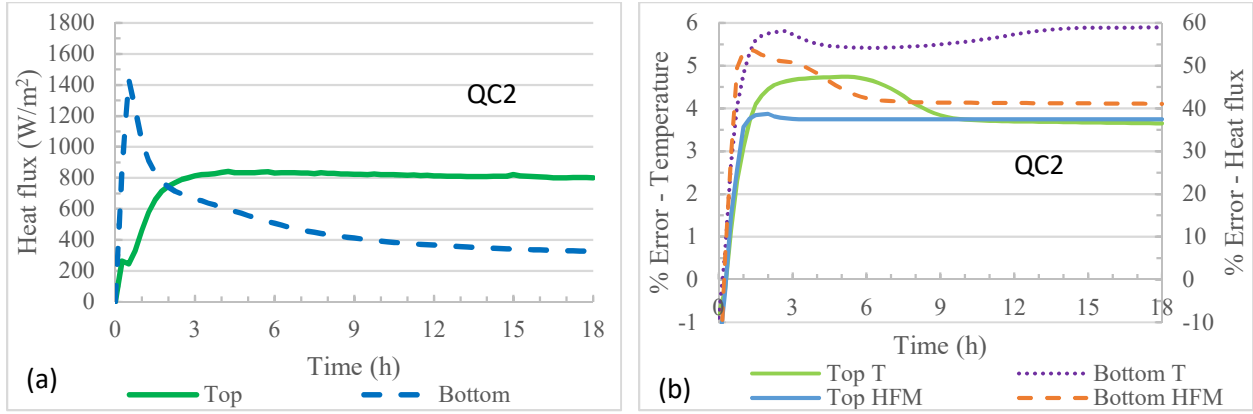 1800
1600
1400
1200
1000
800
600
400
200
0
Heat flux (W/m²)
QC2
0 3 6 9 12 15 18
Time (h)
(a)
Top Bottom
6
5
4
3
2
1
0
-1
% Error - Temperature
60
50
40
30
20
10
0
-10
% Error - Heat flux
QC2
0 3 6 9 12 15 18
Time (h)
(b)
Top T Bottom T
Top HFM Bottom HFM